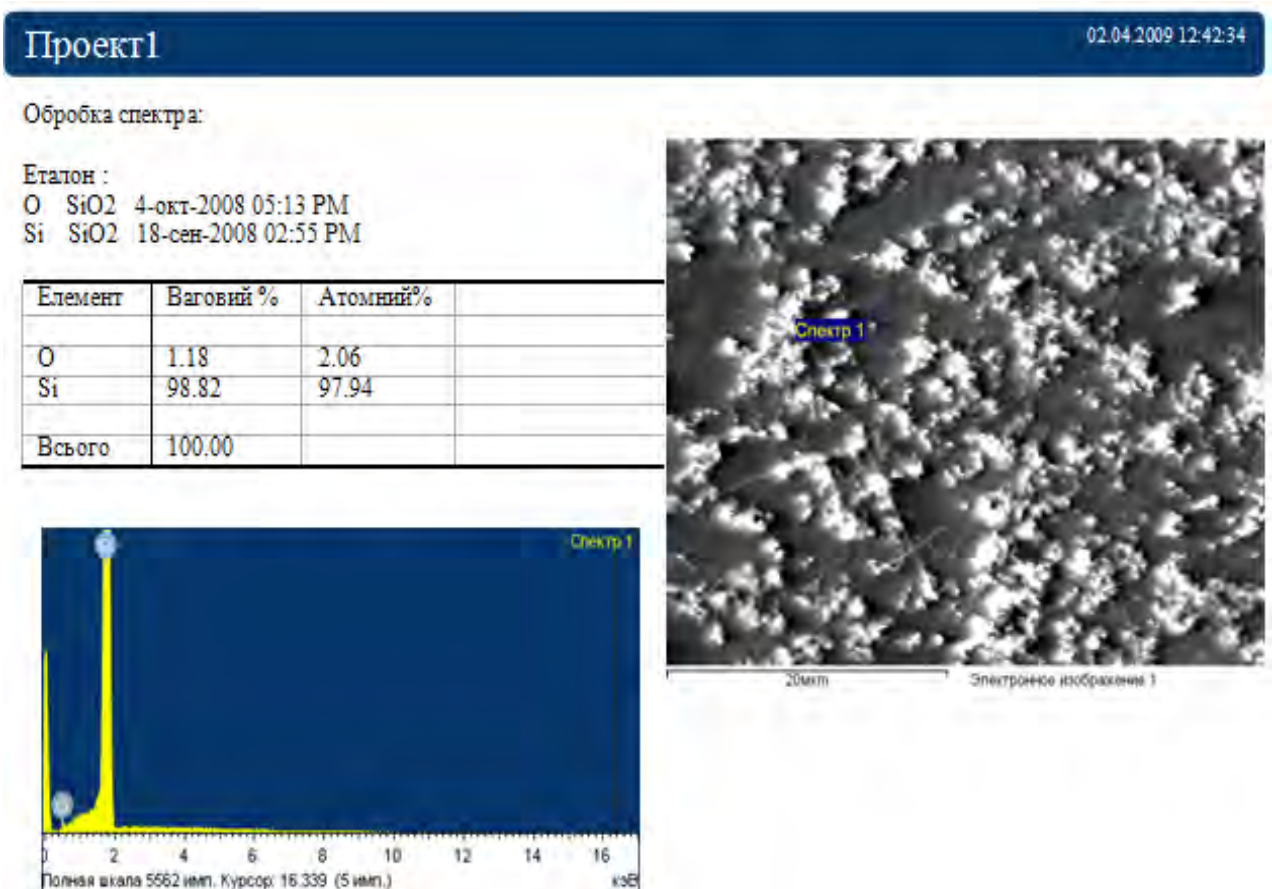 Проект1
02.04.2009 12:42:34
Обробка спектра:
Еталон :
O SiO2 4-окт-2008 05:13 PM
Si SiO2 18-сен-2008 02:55 PM
Елемент Ваговий % Атомний%
O 1.18 2.06
Si 98.82 97.94
Всього 100.00
Спектр 1
20мкm Электронное изображение 1
Спектр 1
0 2 4 6 8 10 12 14 16
Полная шкала 5562 имп. Курсор: 16.339 (5 имп.) кэВ